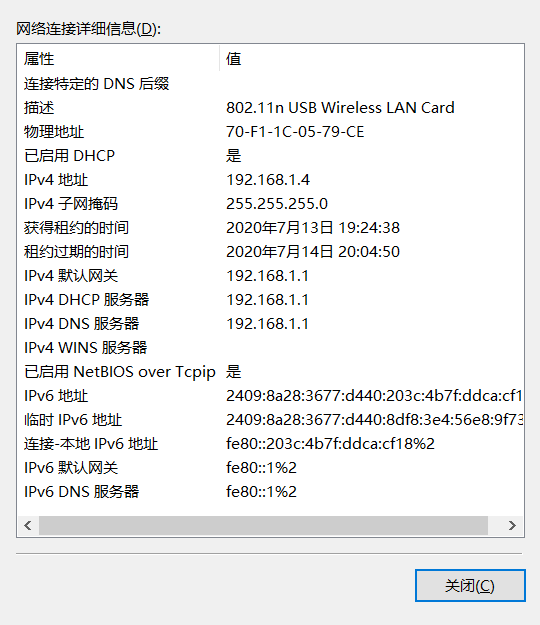 网络连接详细信息(D):
属性 值
连接特定的 DNS 后缀
描述 802.11n USB Wireless LAN Card
物理地址 70-F1-1C-05-79-CE
已启用 DHCP 是
IPv4 地址 192.168.1.4
IPv4 子网掩码 255.255.255.0
获得租约的时间 2020年7月13日 19:24:38
租约过期的时间 2020年7月14日 20:04:50
IPv4 默认网关 192.168.1.1
IPv4 DHCP 服务器 192.168.1.1
IPv4 DNS 服务器 192.168.1.1
IPv4 WINS 服务器
已启用 NetBIOS over Tcpip 是
IPv6 地址 2409:8a28:3677:d440:203c:4b7f:ddca:cf1
临时 IPv6 地址 2409:8a28:3677:d440:8df8:3e4:56e8:9f73
连接-本地 IPv6 地址 fe80::203c:4b7f:ddca:cf18%2
IPv6 默认网关 fe80::1%2
IPv6 DNS 服务器 fe80::1%2
关闭(C)